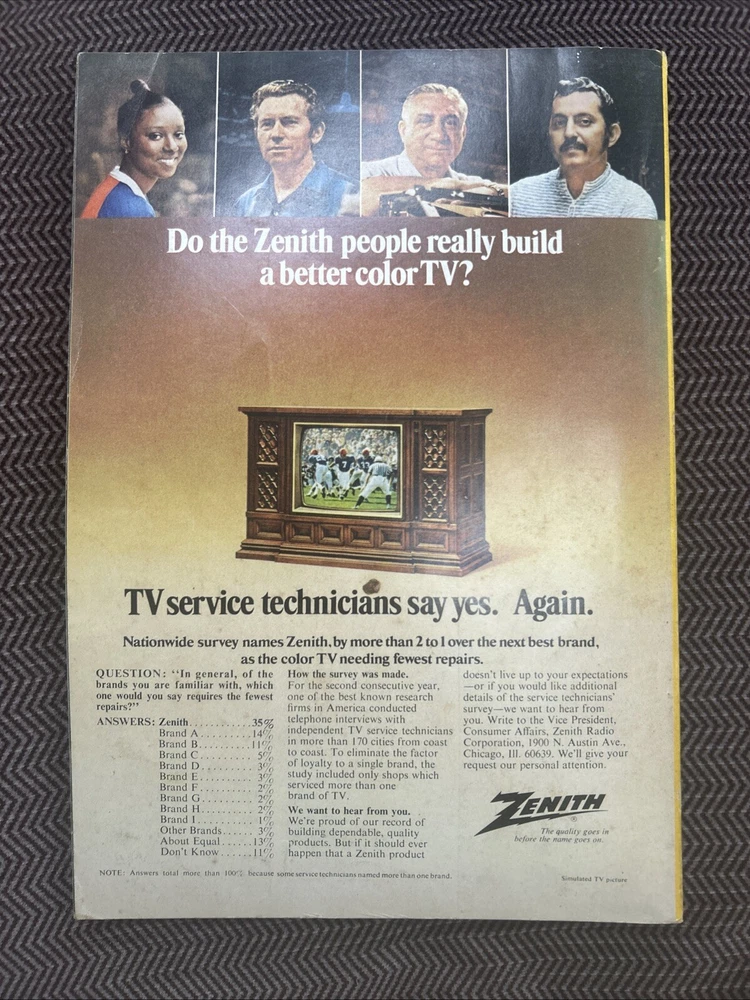 Do the Zenith people really build
a better color TV?
TV service technicians say yes. Again.
Nationwide survey names Zenith, by more than 2 to 1 over the next best brand,
as the color TV needing fewest repairs.
QUESTION: “In general, of the
brands you are familiar with, which
one would you say requires the fewest
repairs?”
ANSWERS: Zenith..........35%
Brand A........14%
Brand B........11%
Brand C........ 5%
Brand D........ 3%
Brand E........ 3%
Brand F........ 2%
Brand G........ 2%
Brand H........ 2%
Brand I........ 1%
Other Brands...... 3%
About Equal......13%
Don't Know......11%
How the survey was made.
For the second consecutive year,
one of the best known research
firms in America conducted
telephone interviews with
independent TV service technicians
in more than 170 cities from coast
to coast. To eliminate the factor
of loyalty to a single brand, the
study included only shops which
serviced more than one
brand of TV.
We want to hear from you.
We're proud of our record of
building dependable, quality
products. But if it should ever
happen that a Zenith product
doesn't live up to your expectations
—or if you would like additional
details of the service technicians'
survey—we want to hear from
you. Write to the Vice President,
Consumer Affairs, Zenith Radio
Corporation, 1900 N. Austin Ave.,
Chicago, Ill. 60639. We'll give your
request our personal attention.
ZENITH
®
The quality goes in
before the name goes on.
NOTE: Answers total more than 100% because some service technicians named more than one brand.
Simulated TV picture